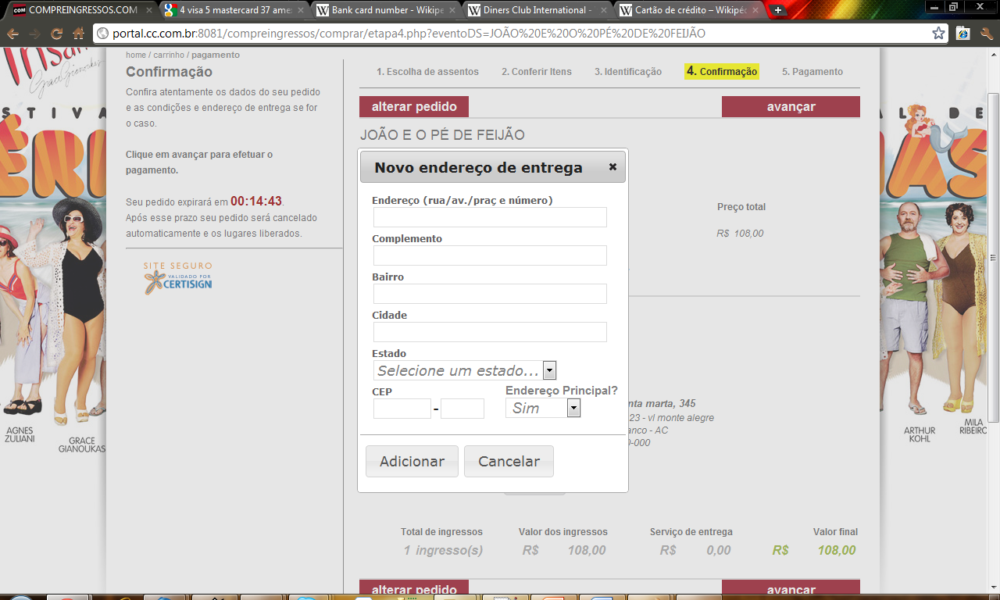 COMPREINGRESSOS.COM
4 visa 5 mastercard 37 ame
Bank card number - Wikipe
Diners Club International -
Cartão de crédito – Wikipé
portal.cc.com.br:8081/compreingressos/comprar/etapa4.php?eventoDS=JOÃO%20E%20O%20PÉ%20DE%20FEIJÃO
home / carrinho / pagamento
Confirmação
Confira atentamente os dados do seu pedido
e as condições e endereço de entrega se for
o caso.
Clique em avançar para efetuar o
pagamento.
Seu pedido expirará em 00:14:43.
Após esse prazo seu pedido será cancelado
automaticamente e os lugares liberados.
SITE SEGURO
VALIDADO POR
CERTISIGN
1. Escolha de assentos 2. Conferir Itens 3. Identificação 4. Confirmação 5. Pagamento
alterar pedido avançar
JOÃO E O PÉ DE FEIJÃO
Novo endereço de entrega
Endereço (rua/av./praç e número)
Complemento
Bairro
Cidade
Estado
Selecione um estado...
CEP Endereço Principal?
- Sim
Adicionar Cancelar
Preço total
R$ 108,00
nta marta, 345
23 - vl monte alegre
anco - AC
0-000
Total de ingressos Valor dos ingressos Serviço de entrega Valor final
1 ingresso(s) R$ 108,00 R$ 0,00 R$ 108,00
alterar pedido avançar
STIVA
ÉRI
Grace Gianoukas
AGNES
ZULIANI
GRACE
GIANOUKAS
AL DE
AS
ARTHUR
KOHL
MILA
RIBEIRO